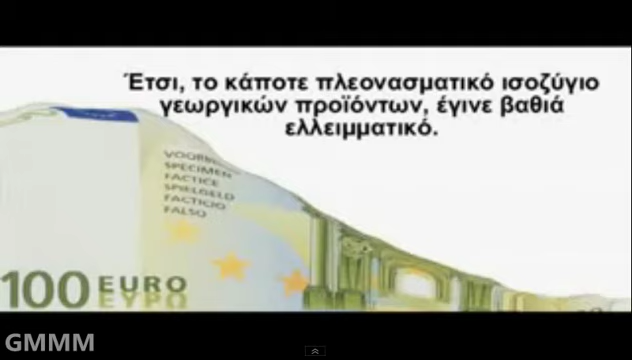 Έτσι, το κάποτε πλεονασματικό ισοζύγιο
γεωργικών προϊόντων, έγινε βαθιά
ελλειμματικό.
SPECIMEN
FACTICE
SPIELGELD
FACTICIO
FALSO
100 EURO
ΕΥΡΩ
GMMM